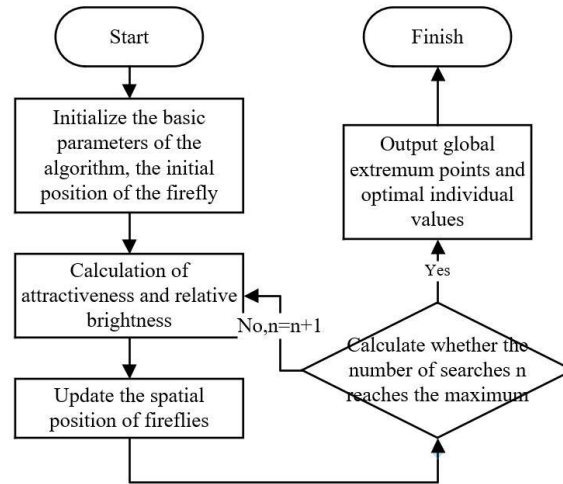 Start
Initialize the basic
parameters of the
algorithm, the initial
position of the firefly
Calculation of
attractiveness and relative
brightness
Update the spatial
position of fireflies
No,n=n+1
Calculate whether the
number of searches n
reaches the maximum
Yes
Output global
extremum points and
optimal individual
values
Finish